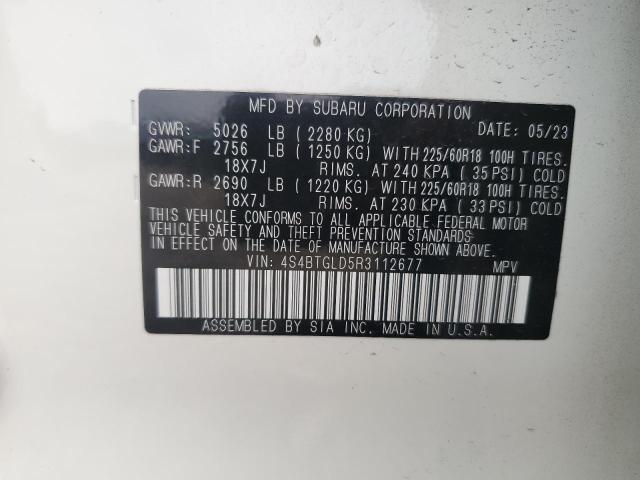 MFD BY SUBARU CORPORATION
GVWR: 5026 LB (2280 KG) DATE: 05/23
GAWR:F 2756 LB (1250 KG) WITH 225/60R18 100H TIRES.
18X7J RIMS. AT 240 KPA (35 PSI) COLD
GAWR:R 2690 LB (1220 KG) WITH 225/60R18 100H TIRES.
18X7J RIMS. AT 230 KPA (33 PSI) COLD
THIS VEHICLE CONFORMS TO ALL APPLICABLE FEDERAL MOTOR
VEHICLE SAFETY AND THEFT PREVENTION STANDARDS
IN EFFECT ON THE DATE OF MANUFACTURE SHOWN ABOVE.
VIN: 4S4BTGLD5R3112677 MPV
ASSEMBLED BY SIA INC. MADE IN U.S.A.